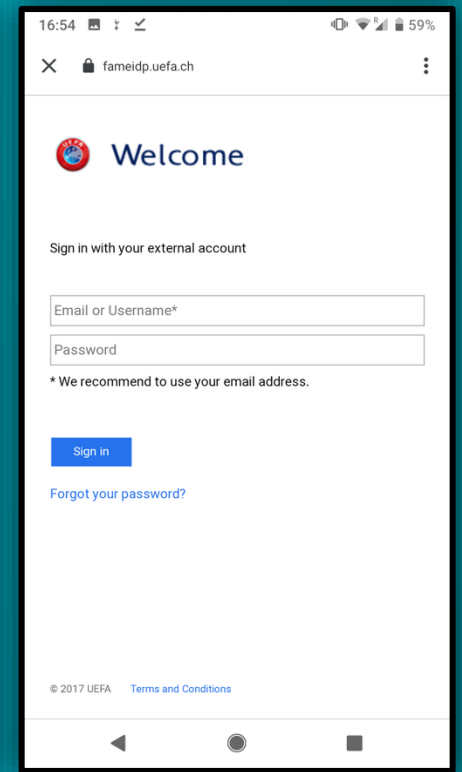 16:54
R
59%
fameidp.uefa.ch
UEFA
Welcome
Sign in with your external account
Email or Username*
Password
* We recommend to use your email address.
Sign in
Forgot your password?
© 2017 UEFA Terms and Conditions